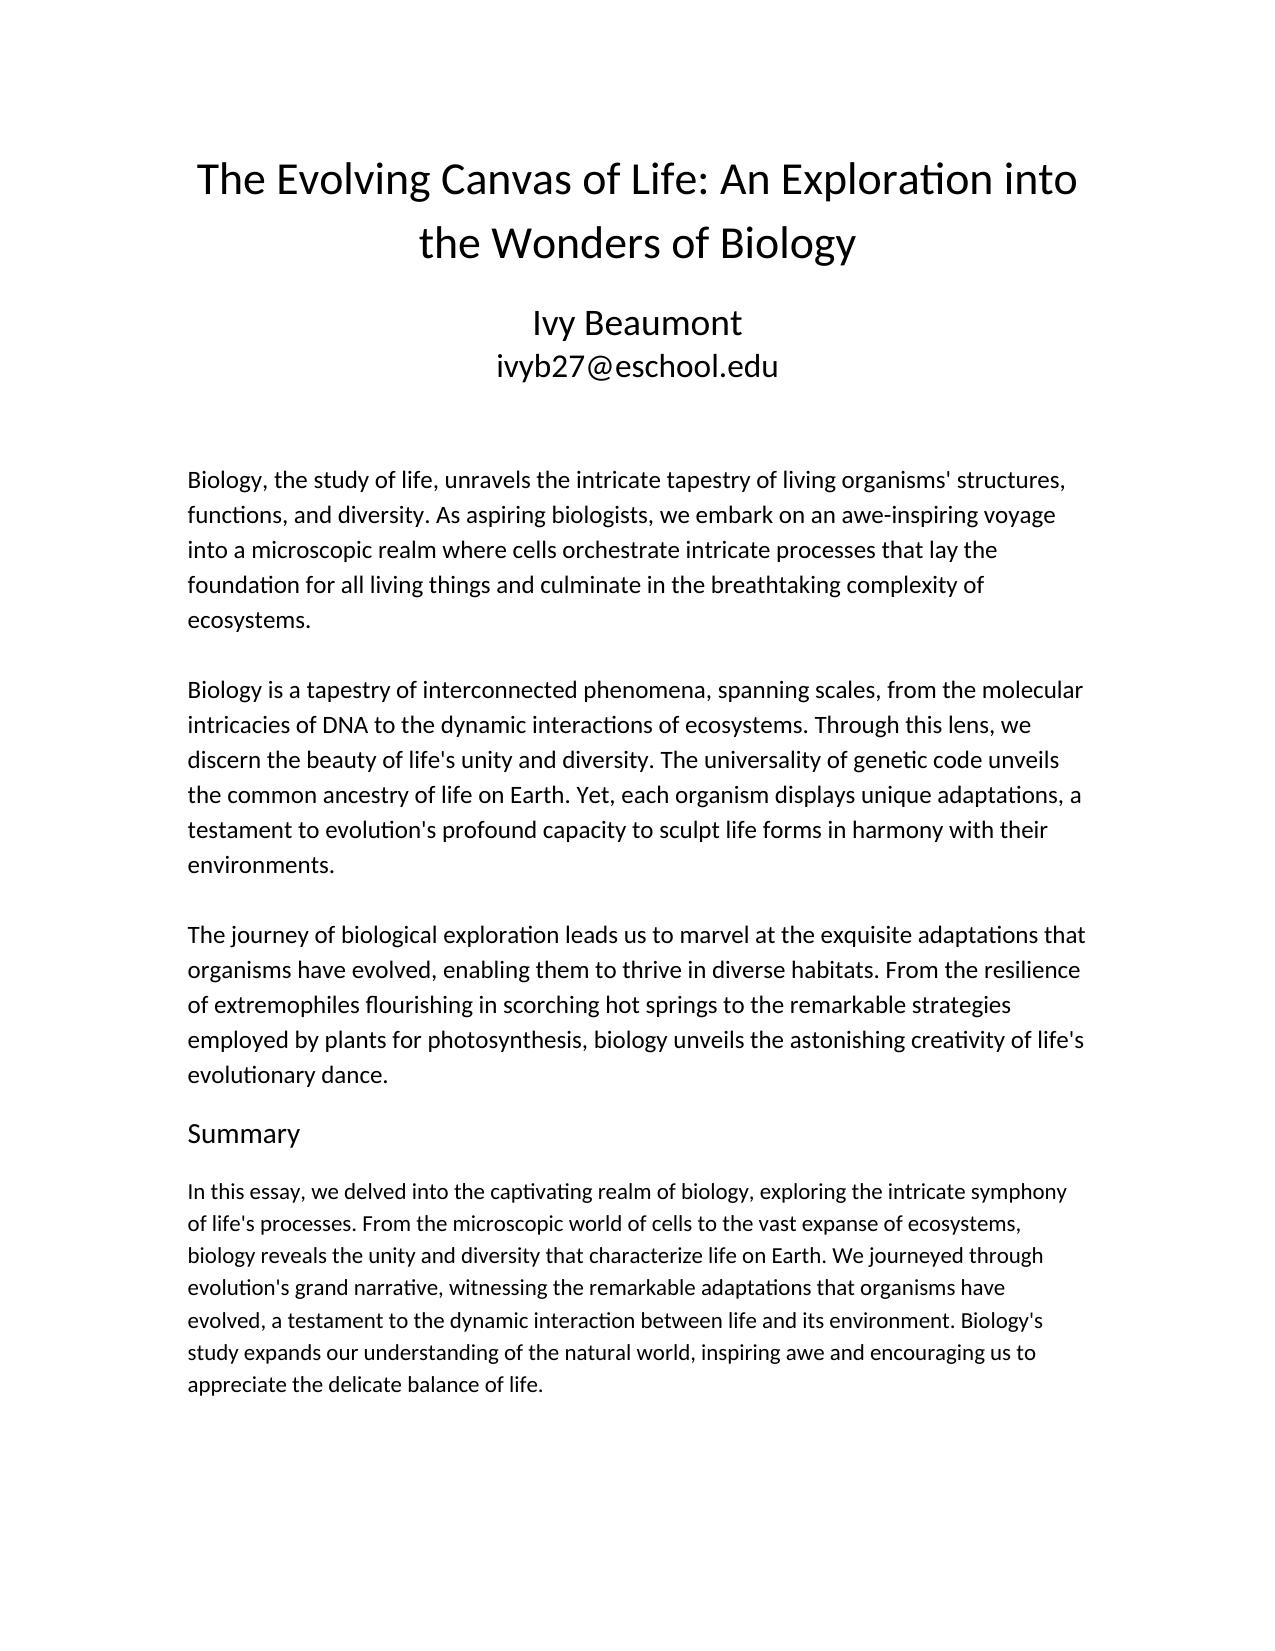 The Evolving Canvas of Life: An Exploration into
the Wonders of Biology
Ivy Beaumont
ivyb27@eschool.edu
Biology, the study of life, unravels the intricate tapestry of living organisms' structures,
functions, and diversity. As aspiring biologists, we embark on an awe-inspiring voyage
into a microscopic realm where cells orchestrate intricate processes that lay the
foundation for all living things and culminate in the breathtaking complexity of
ecosystems.
Biology is a tapestry of interconnected phenomena, spanning scales, from the molecular
intricacies of DNA to the dynamic interactions of ecosystems. Through this lens, we
discern the beauty of life's unity and diversity. The universality of genetic code unveils
the common ancestry of life on Earth. Yet, each organism displays unique adaptations, a
testament to evolution's profound capacity to sculpt life forms in harmony with their
environments.
The journey of biological exploration leads us to marvel at the exquisite adaptations that
organisms have evolved, enabling them to thrive in diverse habitats. From the resilience
of extremophiles flourishing in scorching hot springs to the remarkable strategies
employed by plants for photosynthesis, biology unveils the astonishing creativity of life's
evolutionary dance.
Summary
In this essay, we delved into the captivating realm of biology, exploring the intricate symphony
of life's processes. From the microscopic world of cells to the vast expanse of ecosystems,
biology reveals the unity and diversity that characterize life on Earth. We journeyed through
evolution's grand narrative, witnessing the remarkable adaptations that organisms have
evolved, a testament to the dynamic interaction between life and its environment. Biology's
study expands our understanding of the natural world, inspiring awe and encouraging us to
appreciate the delicate balance of life.